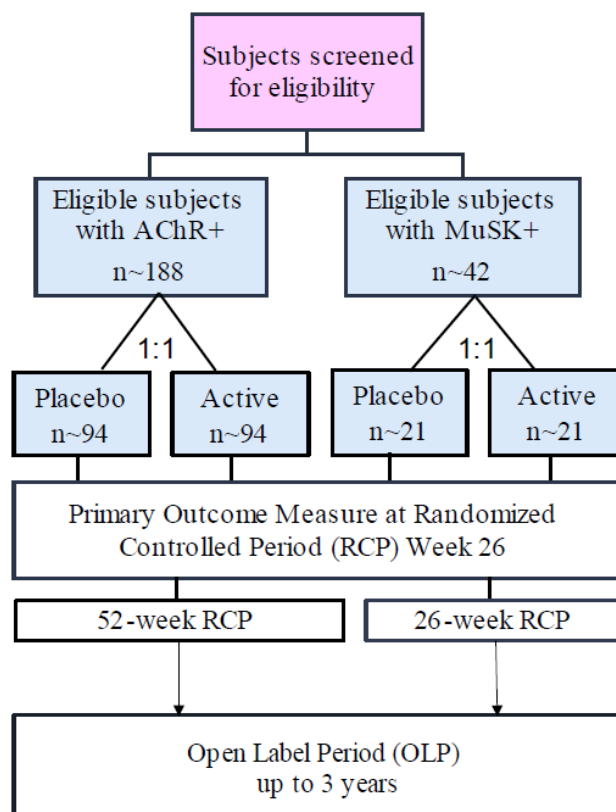 Subjects screened
for eligibility
Eligible subjects
with AChR+
n~188
Eligible subjects
with MuSK+
n~42
1:1
1:1
Placebo
n~94
Active
n~94
Placebo
n~21
Active
n~21
Primary Outcome Measure at Randomized
Controlled Period (RCP) Week 26
52-week RCP
26-week RCP
Open Label Period (OLP)
up to 3 years